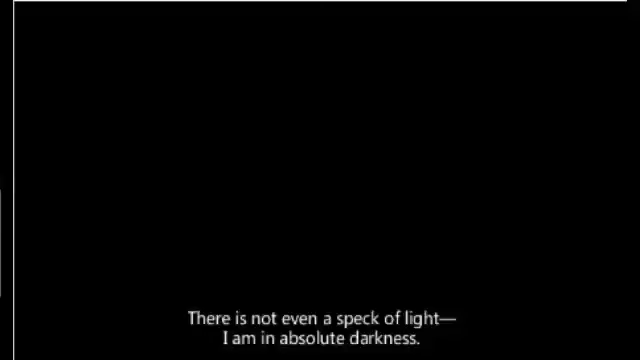 There is not even a speck of light—
I am in absolute darkness.